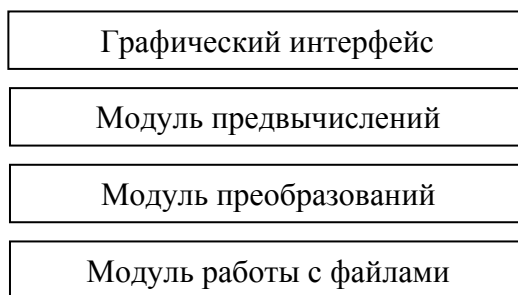 Графический интерфейс
Модуль предвычислений
Модуль преобразований
Модуль работы с файлами